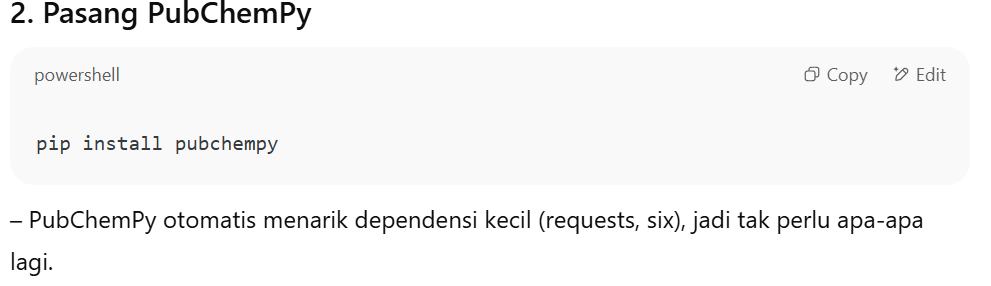 2. Pasang PubChemPy
powershell
Copy
Edit
pip install pubchempy
– PubChemPy otomatis menarik dependensi kecil (requests, six), jadi tak perlu apa-apa
lagi.